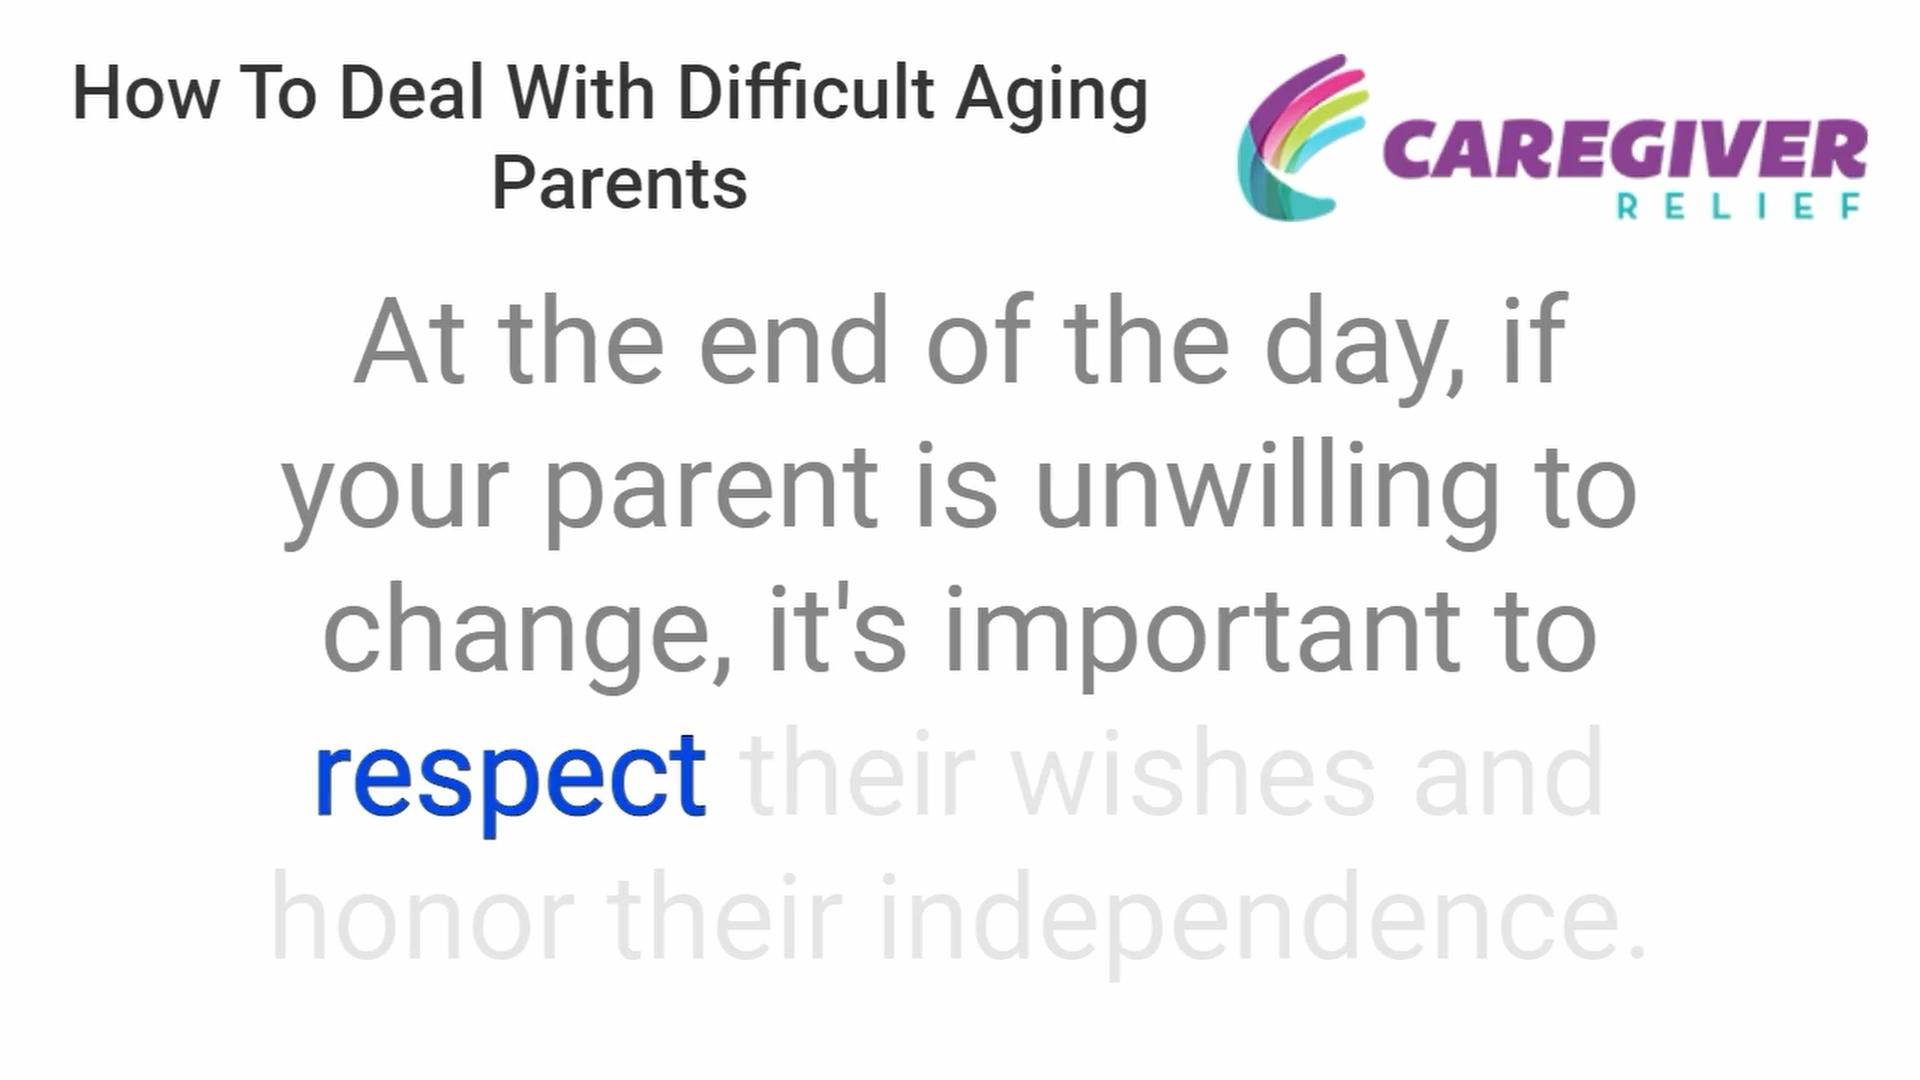 How To Deal With Difficult Aging
Parents
CAREGIVER
RELIEF
At the end of the day, if
your parent is unwilling to
change, it's important to
respect their wishes and
honor their independence.